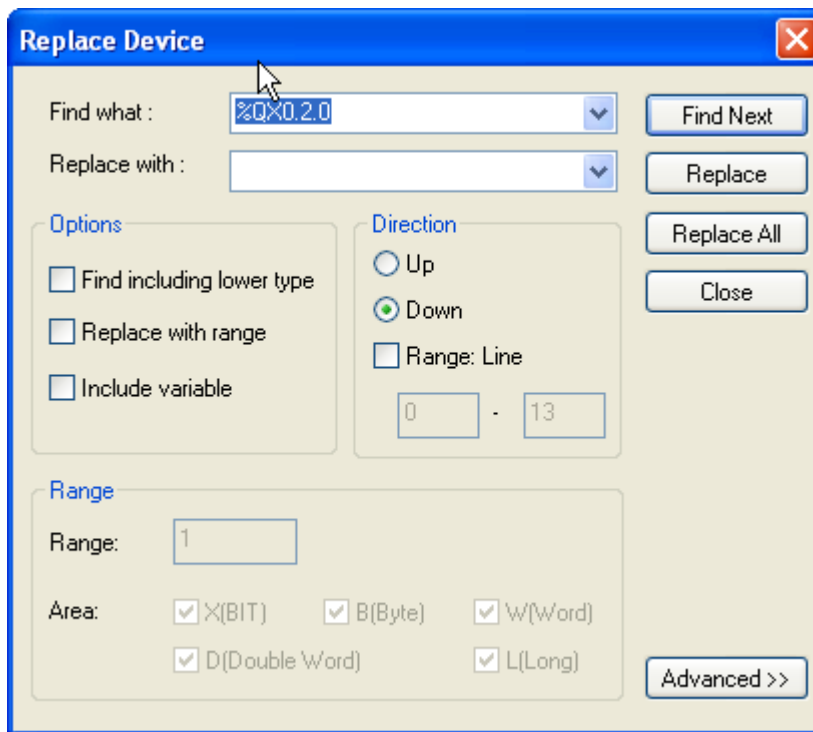 Replace Device
Find what :
%QX0.2.0
Find Next
Replace with :
Replace
Options
Direction
Replace All
Find including lower type
Up
Close
Replace with range
Down
Include variable
Range: Line
0 - 13
Range
Range:
1
Area:
X(BIT) B(Byte) W(Word)
D(Double Word) L(Long)
Advanced >>